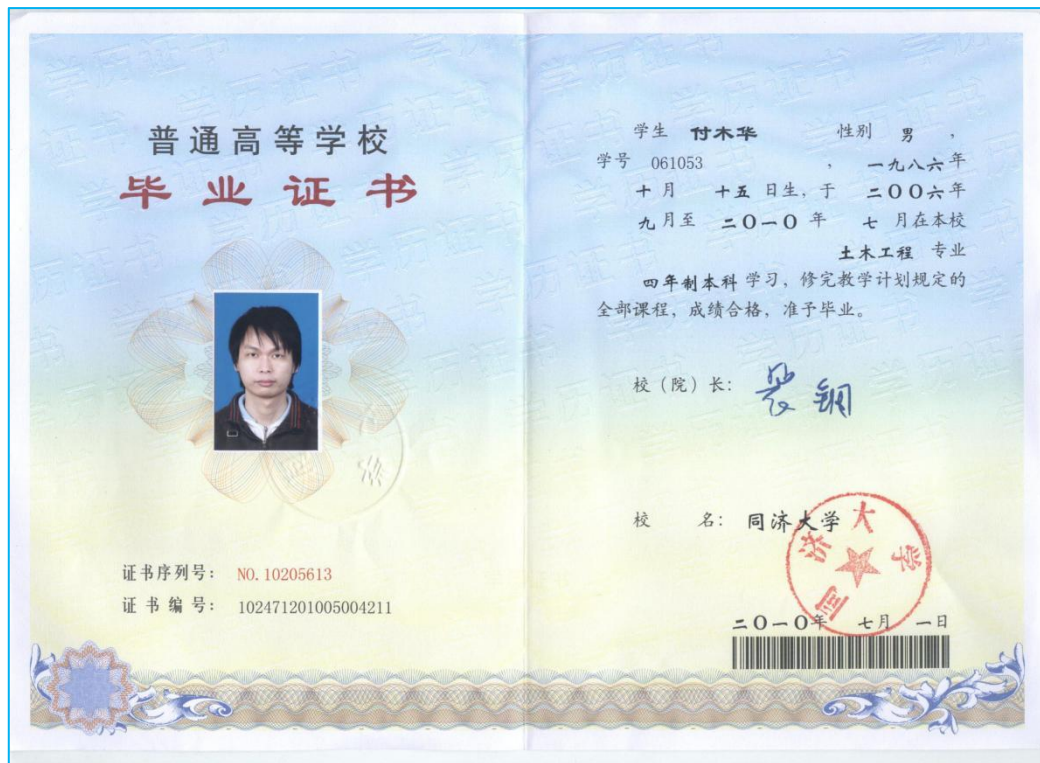 普通高等学校
毕业证书
证书序列号： NO. 10205613
证书编号： 102471201005004211
学生 付木华 性别 男 ，
学号 061053 ， 一九八六年
十月 十五 日生，于 二〇〇六年
九月至 二〇一〇年 七 月在本校
土木工程 专业
四年制本科 学习，修完教学计划规定的
全部课程，成绩合格，准予毕业。
校（院）长： 裴钢
校 名： 同济大学
同济大学
二〇一〇年 七月 一日